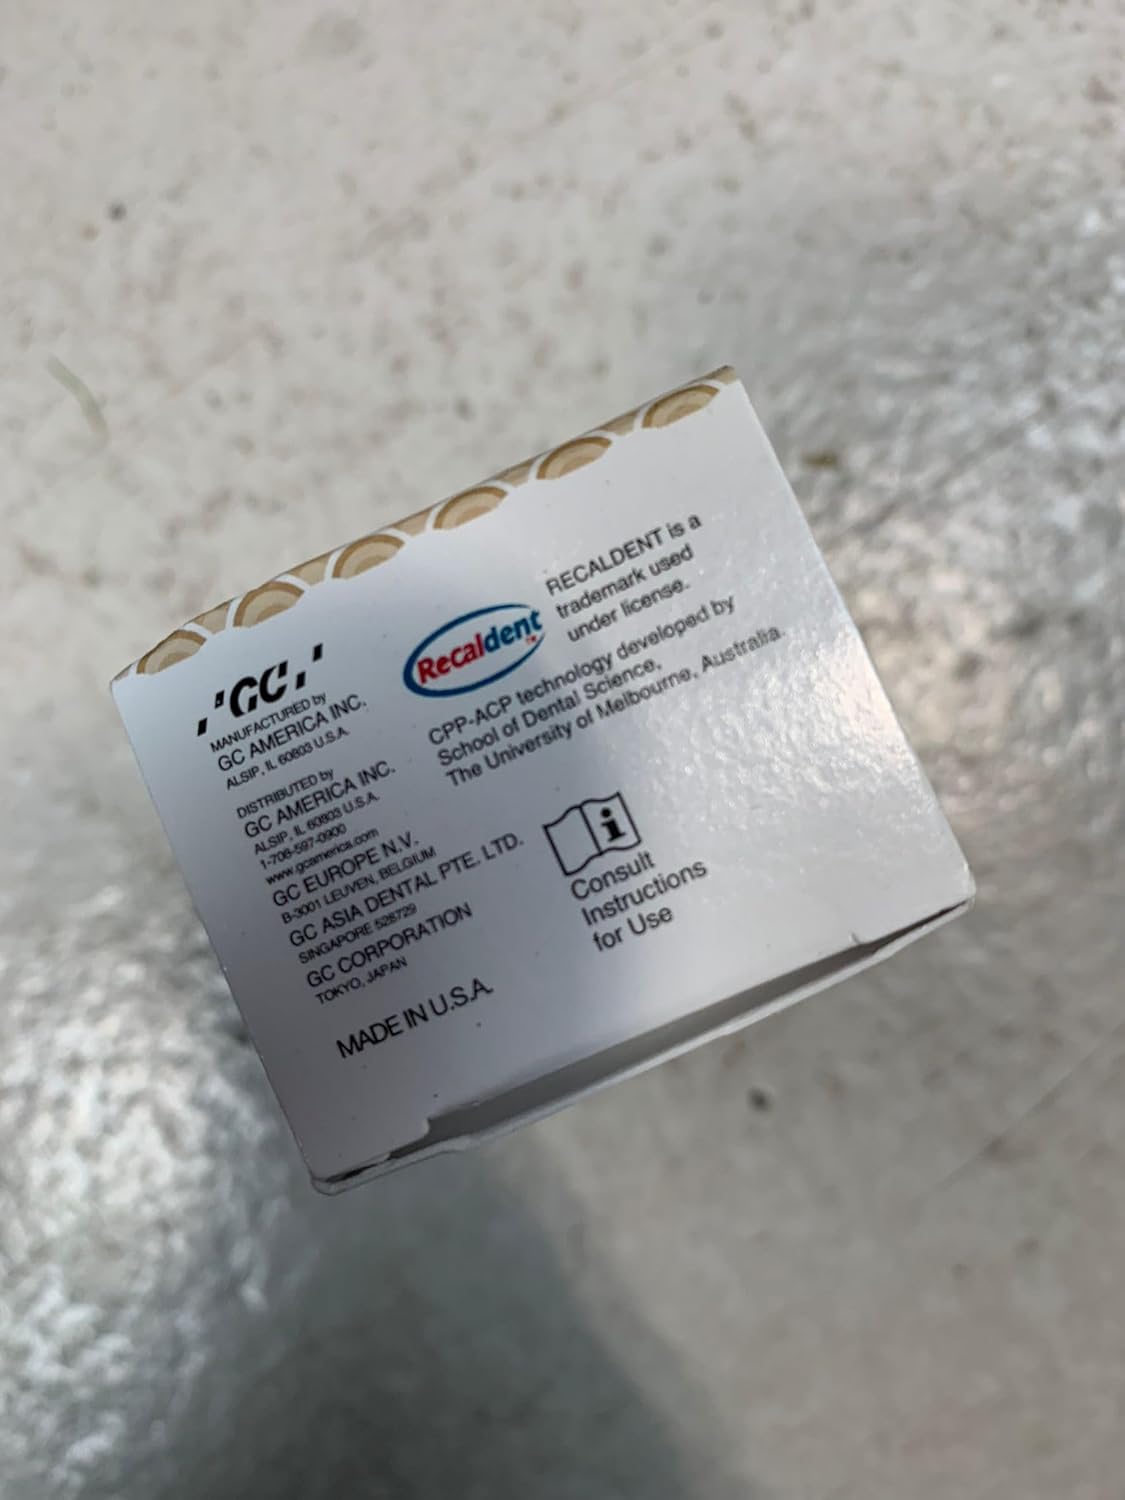 GC
MANUFACTURED by
GC AMERICA INC.
ALSIP, IL 60803 U.S.A.
DISTRIBUTED by
GC AMERICA INC.
ALSIP, IL 60803 U.S.A.
1-708-597-0900
www.gcamerica.com
GC EUROPE N.V.
B-3001 LEUVEN, BELGIUM
GC ASIA DENTAL PTE. LTD.
SINGAPORE 528729
GC CORPORATION
TOKYO, JAPAN
MADE IN U.S.A.
Recaldent™
RECALDENT is a
trademark used
under license.
CPP-ACP technology developed by
School of Dental Science,
The University of Melbourne, Australia.
i
Consult
Instructions
for Use